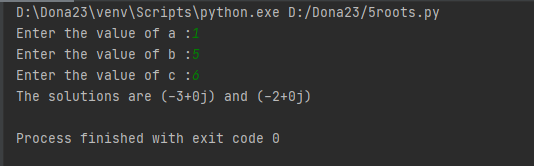 D:\Dona23\venv\Scripts\python.exe D:/Dona23/5roots.py
Enter the value of a :1
Enter the value of b :5
Enter the value of c :6
The solutions are (-3+0j) and (-2+0j)
Process finished with exit code 0